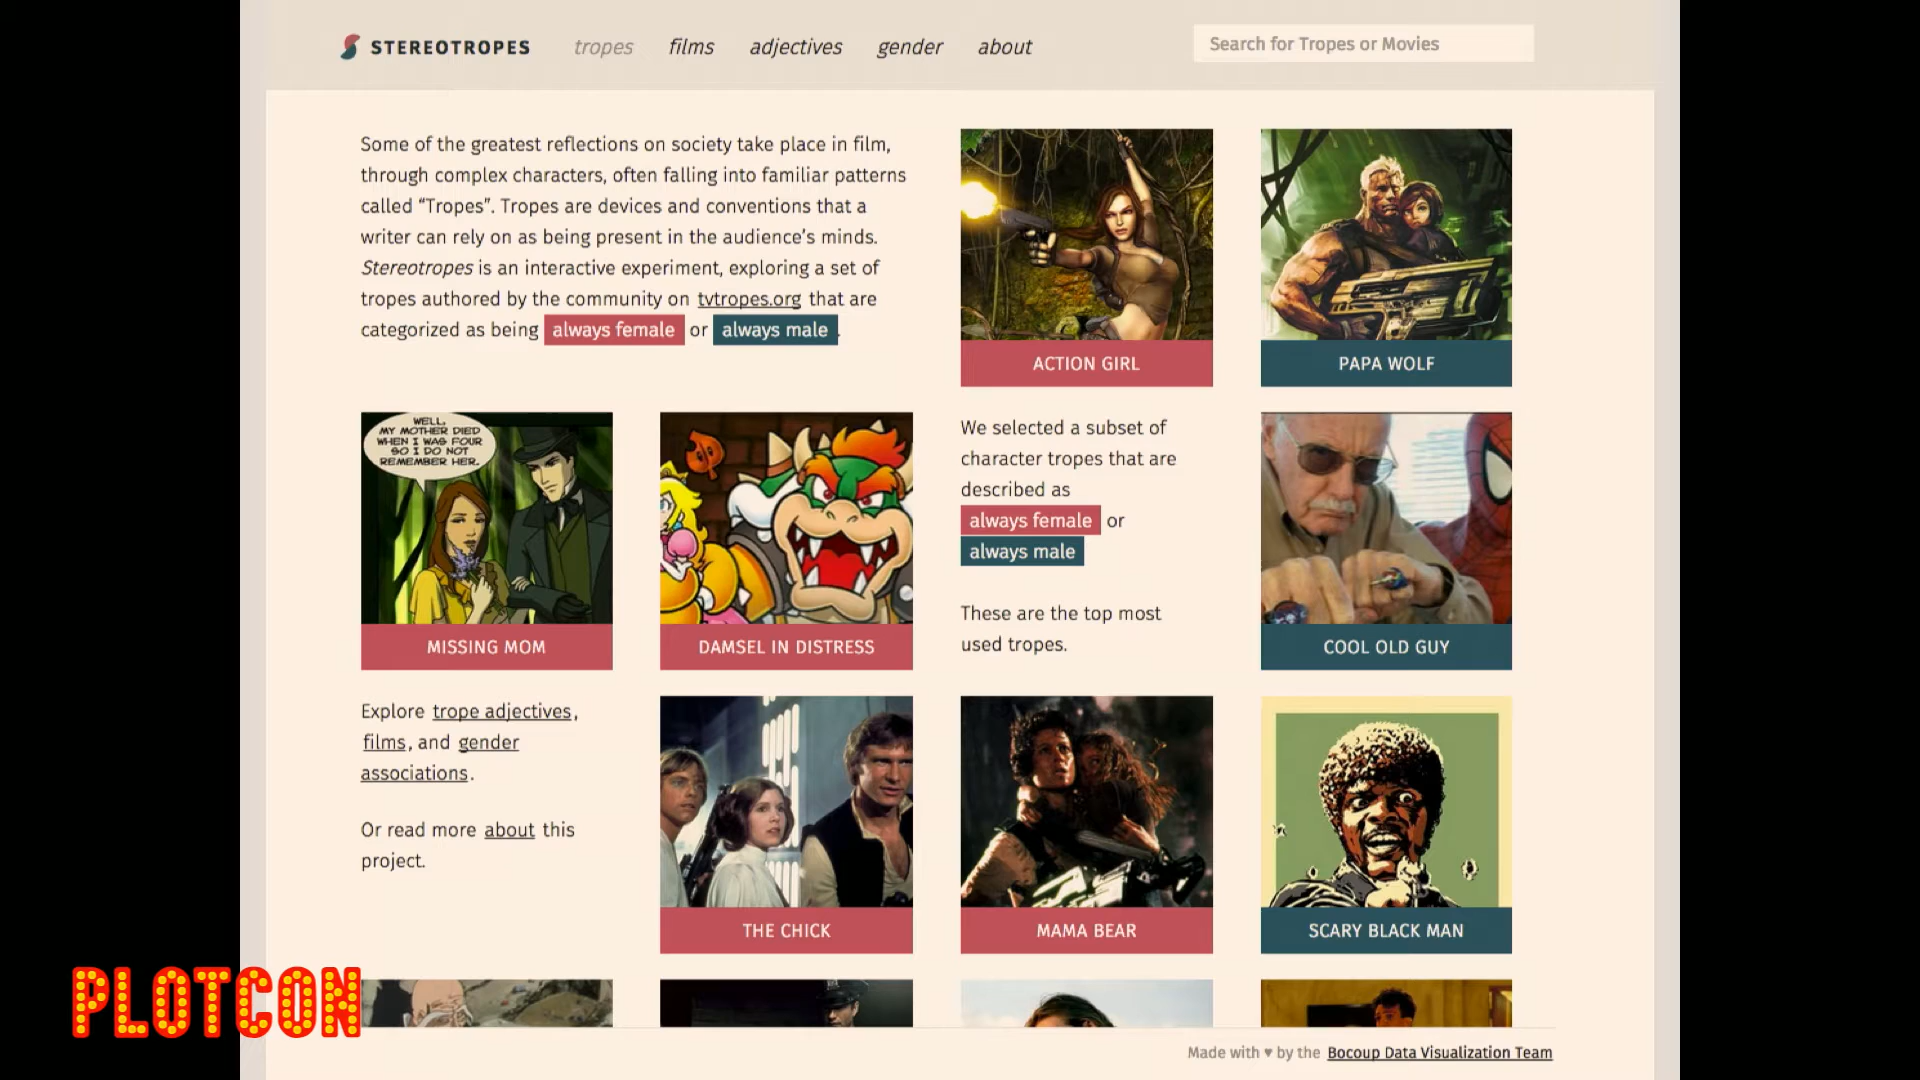 STEREOTROPES tropes films adjectives gender about Search for Tropes or Movies
Some of the greatest reflections on society take place in film,
through complex characters, often falling into familiar patterns
called “Tropes”. Tropes are devices and conventions that a
writer can rely on as being present in the audience’s minds.
Stereotropes is an interactive experiment, exploring a set of
tropes authored by the community on tvtropes.org that are
categorized as being always female or always male.
ACTION GIRL
PAPA WOLF
WELL,
MY MOTHER DIED
WHEN I WAS FOUR
SO I DO NOT
REMEMBER HER.
MISSING MOM
DAMSEL IN DISTRESS
We selected a subset of
character tropes that are
described as
always female or
always male
These are the top most
used tropes.
COOL OLD GUY
Explore trope adjectives,
films, and gender
associations.
Or read more about this
project.
THE CHICK
MAMA BEAR
SCARY BLACK MAN
PLOTCON
Made with ♥ by the Bocoup Data Visualization Team